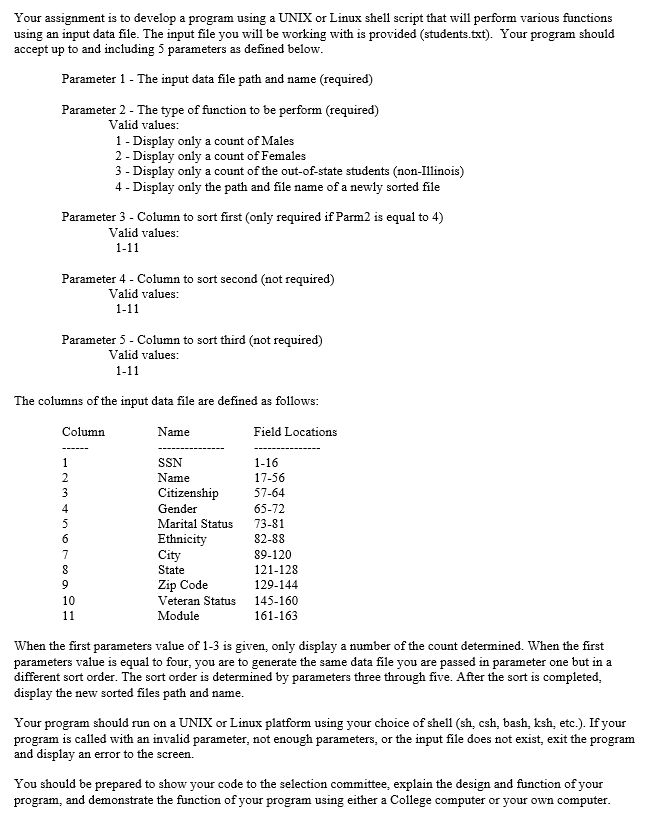 Your assignment is to develop a program using a UNIX or Linux shell script that will perform various functions
using an input data file. The input file you will be working with is provided (students.txt).  Your program should
accept up to and including 5 parameters as defined below.
Parameter 1 - The input data file path and name (required)
Parameter 2 - The type of function to be perform (required)
Valid values:
1 - Display only a count of Males
2 - Display only a count of Females
3 - Display only a count of the out-of-state students (non-Illinois)
4 - Display only the path and file name of a newly sorted file
Parameter 3 - Column to sort first (only required if Parm2 is equal to 4)
Valid values:
1-11
Parameter 4 - Column to sort second (not required)
Valid values:
1-11
Parameter 5 - Column to sort third (not required)
Valid values:
1-11
The columns of the input data file are defined as follows:
Column Name Field Locations
------ --------------- ---------------
1 SSN 1-16
2 Name 17-56
3 Citizenship 57-64
4 Gender 65-72
5 Marital Status 73-81
6 Ethnicity 82-88
7 City 89-120
8 State 121-128
9 Zip Code 129-144
10 Veteran Status 145-160
11 Module 161-163
When the first parameters value of 1-3 is given, only display a number of the count determined. When the first
parameters value is equal to four, you are to generate the same data file you are passed in parameter one but in a
different sort order. The sort order is determined by parameters three through five. After the sort is completed,
display the new sorted files path and name.
Your program should run on a UNIX or Linux platform using your choice of shell (sh, csh, bash, ksh, etc.). If your
program is called with an invalid parameter, not enough parameters, or the input file does not exist, exit the program
and display an error to the screen.
You should be prepared to show your code to the selection committee, explain the design and function of your
program, and demonstrate the function of your program using either a College computer or your own computer.